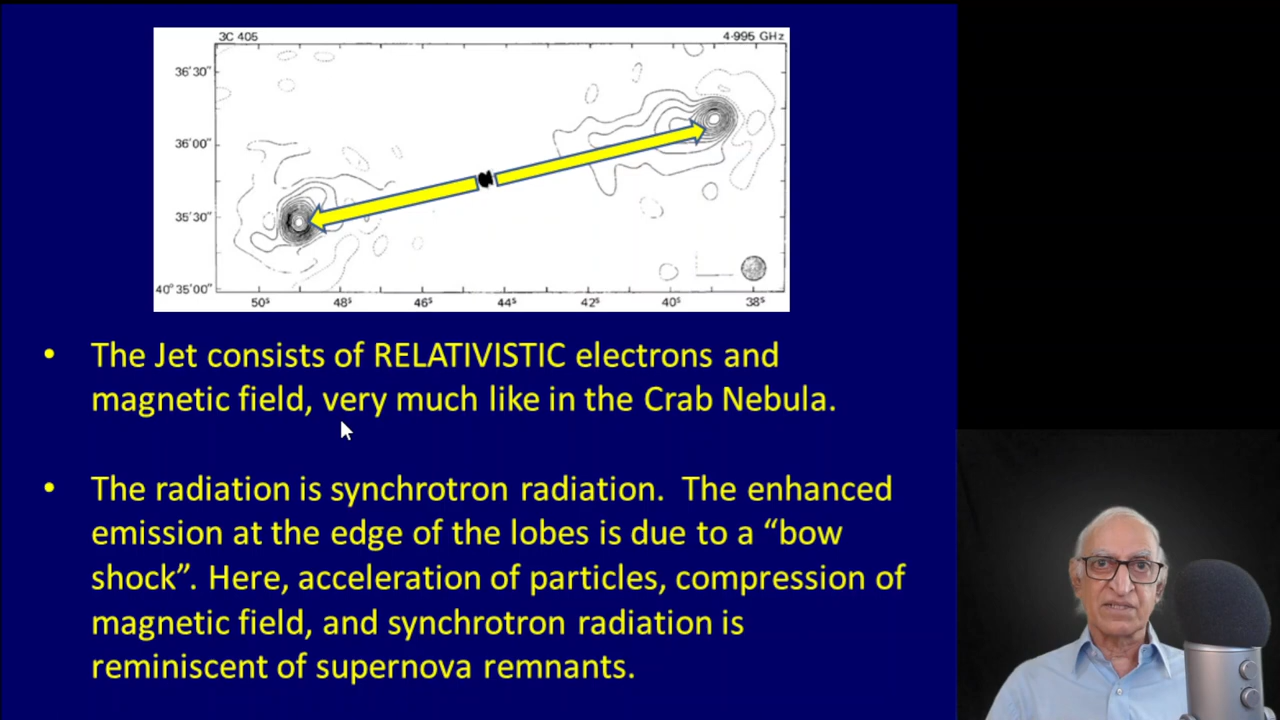 3C 405 4·995 GHz
36′30″
36′00″
35′30″
40° 35′00″
50ˢ 48ˢ 46ˢ 44ˢ 42ˢ 40ˢ 38ˢ
• The Jet consists of RELATIVISTIC electrons and
magnetic field, very much like in the Crab Nebula.
• The radiation is synchrotron radiation. The enhanced
emission at the edge of the lobes is due to a “bow
shock”. Here, acceleration of particles, compression of
magnetic field, and synchrotron radiation is
reminiscent of supernova remnants.